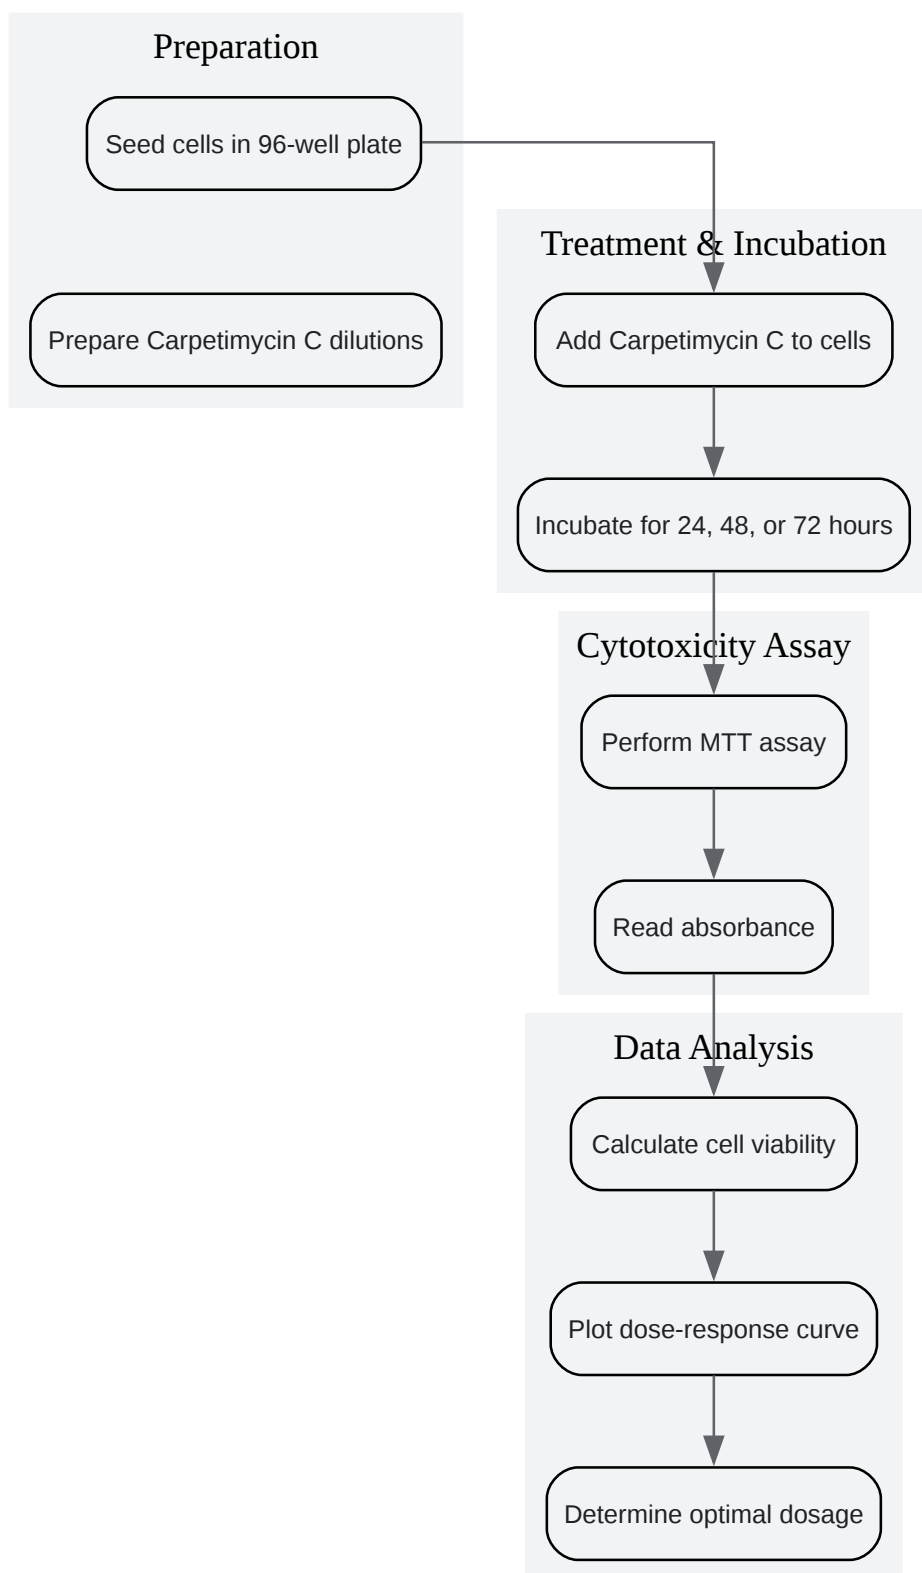 Preparation
Seed cells in 96-well plate
Prepare Carpetimycin C dilutions
Treatment & Incubation
Add Carpetimycin C to cells
Incubate for 24, 48, or 72 hours
Cytotoxicity Assay
Perform MTT assay
Read absorbance
Data Analysis
Calculate cell viability
Plot dose-response curve
Determine optimal dosage